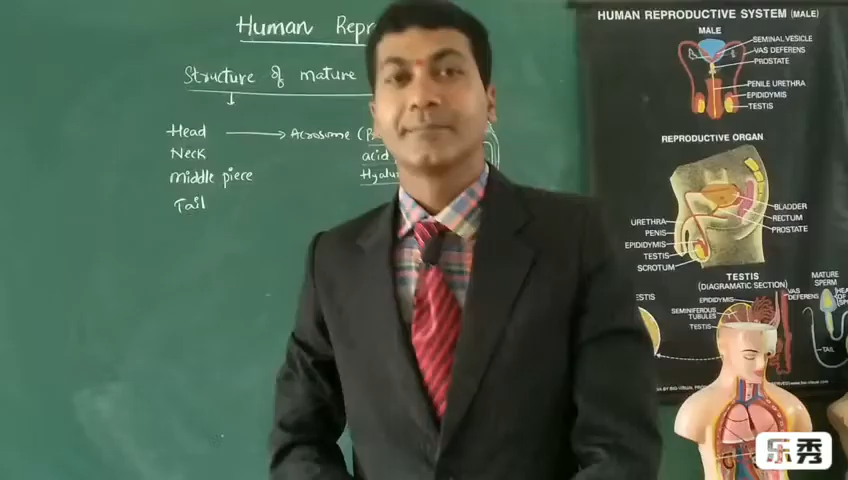 Human Repr
Structure of mature
Head Acrosome (P
Neck acid
Middle piece Hyalu
Tail
HUMAN REPRODUCTIVE SYSTEM (MALE)
MALE
SEMINAL VESICLE
VAS DEFERENS
PROSTATE
PENILE URETHRA
EPIDIDYMIS
TESTIS
REPRODUCTIVE ORGAN
BLADDER
RECTUM
PROSTATE
URETHRA
PENIS
EPIDIDYMIS
TESTIS
SCROTUM
TESTIS
(DIAGRAMATIC SECTION)
MATURE
SPERM
ESTIS
EPIDIDYMIS
SEMINIFEROUS
TUBULES
TESTIS
VAS
DEFERENS
TAIL
乐秀